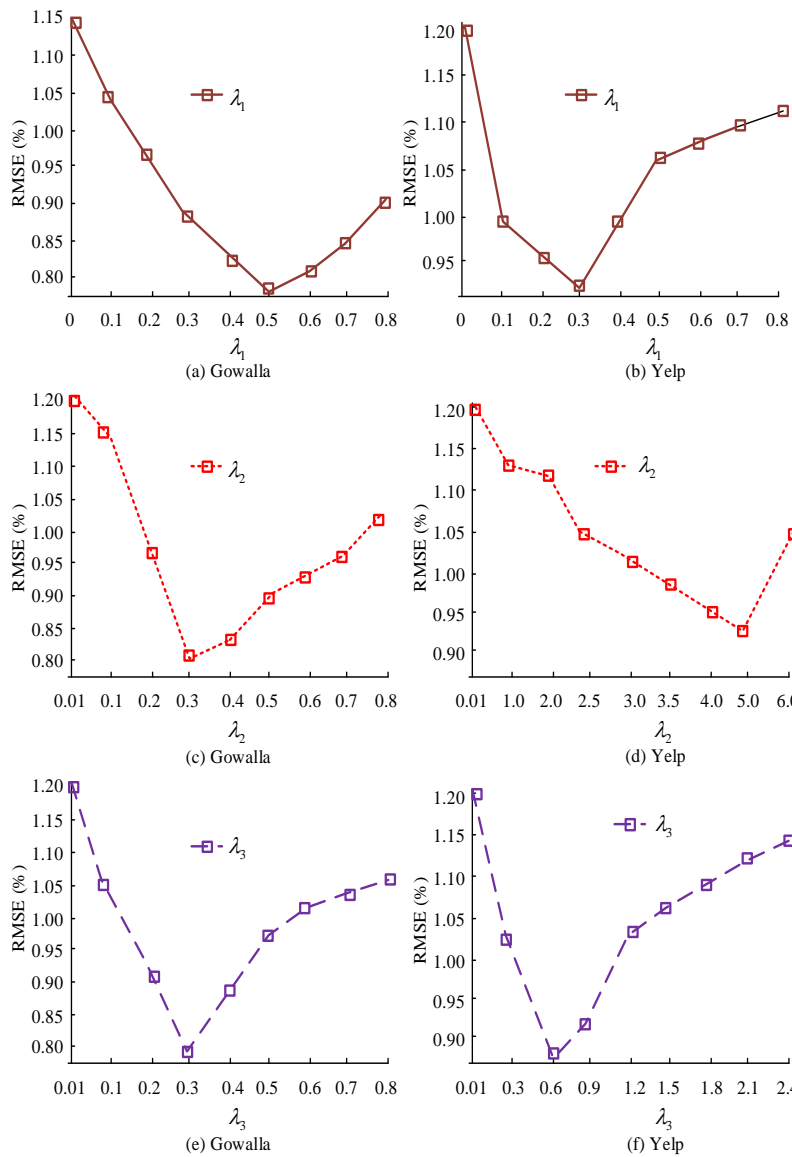 1.15
1.10
1.05
1.00
0.95
0.90
0.85
0.80
RMSE (%)
λ1
0 0.1 0.2 0.3 0.4 0.5 0.6 0.7 0.8
λ1
(a) Gowalla
1.20
1.15
1.10
1.00
0.95
RMSE (%)
λ1
0 0.1 0.2 0.3 0.4 0.5 0.6 0.7 0.8
λ1
(b) Yelp
1.20
1.15
1.10
1.05
1.00
0.95
0.90
0.85
0.80
RMSE (%)
λ2
0.01 0.1 0.2 0.3 0.4 0.5 0.6 0.7 0.8
λ2
(c) Gowalla
1.20
1.15
1.10
1.05
1.00
0.95
0.90
RMSE (%)
λ2
0.01 1.0 2.0 2.5 3.0 3.5 4.0 5.0 6.0
λ2
(d) Yelp
1.20
1.10
1.05
1.00
0.90
0.85
0.80
RMSE (%)
λ3
0.01 0.1 0.2 0.3 0.4 0.5 0.6 0.7 0.8
λ3
(e) Gowalla
1.20
1.15
1.10
1.05
1.00
0.95
0.90
RMSE (%)
λ3
0.01 0.3 0.6 0.9 1.2 1.5 1.8 2.1 2.4
λ3
(f) Yelp